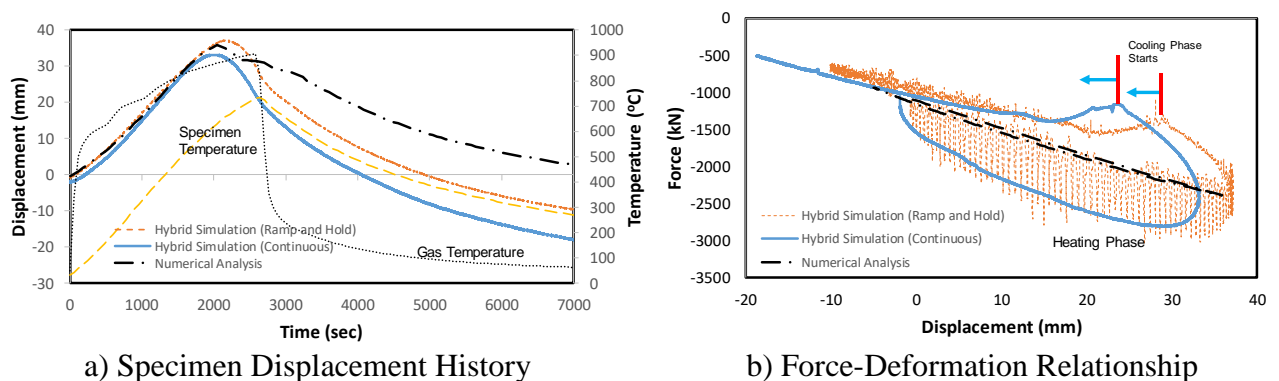 40
30
20
10
0
-10
-20
-30
Displacement (mm)
1000
900
800
700
600
500
400
300
200
100
0
Temperature (ºC)
Specimen
Temperature
Hybrid Simulation (Ramp and Hold)
Hybrid Simulation (Continuous)
Numerical Analysis
Gas Temperature
0 1000 2000 3000 4000 5000 6000 7000
Time (sec)
a) Specimen Displacement History
0
-500
-1000
-1500
-2000
-2500
-3000
-3500
Force (kN)
Cooling Phase
Starts
Hybrid Simulation (Ramp and Hold)
Hybrid Simulation (Continuous)
Numerical Analysis
Heating Phase
-20 -10 0 10 20 30 40
Displacement (mm)
b) Force-Deformation Relationship